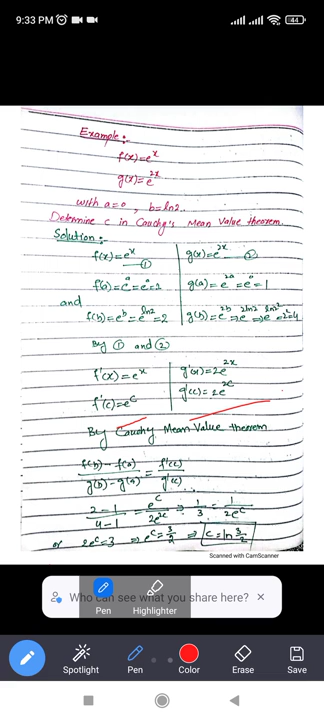 9:33 PM
44
Example:-
f(x)=e^x
g(x)=e^2x
with a=0, b=ln2.
Determine c in Cauchy's Mean Value theorem.
Solution:-
f(x)=e^x —① | g(x)=e^2x —②
f(a)=e^a=e^0=1 | g(a)=e^2a=e^0=1
and
f(b)=e^b=e^ln2=2 | g(b)=e^2b⇒e^2ln2⇒e^ln2²=2²=4
By ① and ②
f'(x)=e^x | g'(x)=2e^2x
f'(c)=e^c | g'(c)=2e^2c
By Cauchy Mean Value theorem
f(b)-f(a)/g(b)-g(a) = f'(c)/g'(c)
2-1/4-1 = e^c/2e^2c ⇒ 1/3 = 1/2e^c
or 2e^c=3 ⇒ e^c=3/2 ⇒ c=ln 3/2
Scanned with CamScanner
Who can see what you share here? ×
Pen Highlighter
Spotlight Pen Color Erase Save